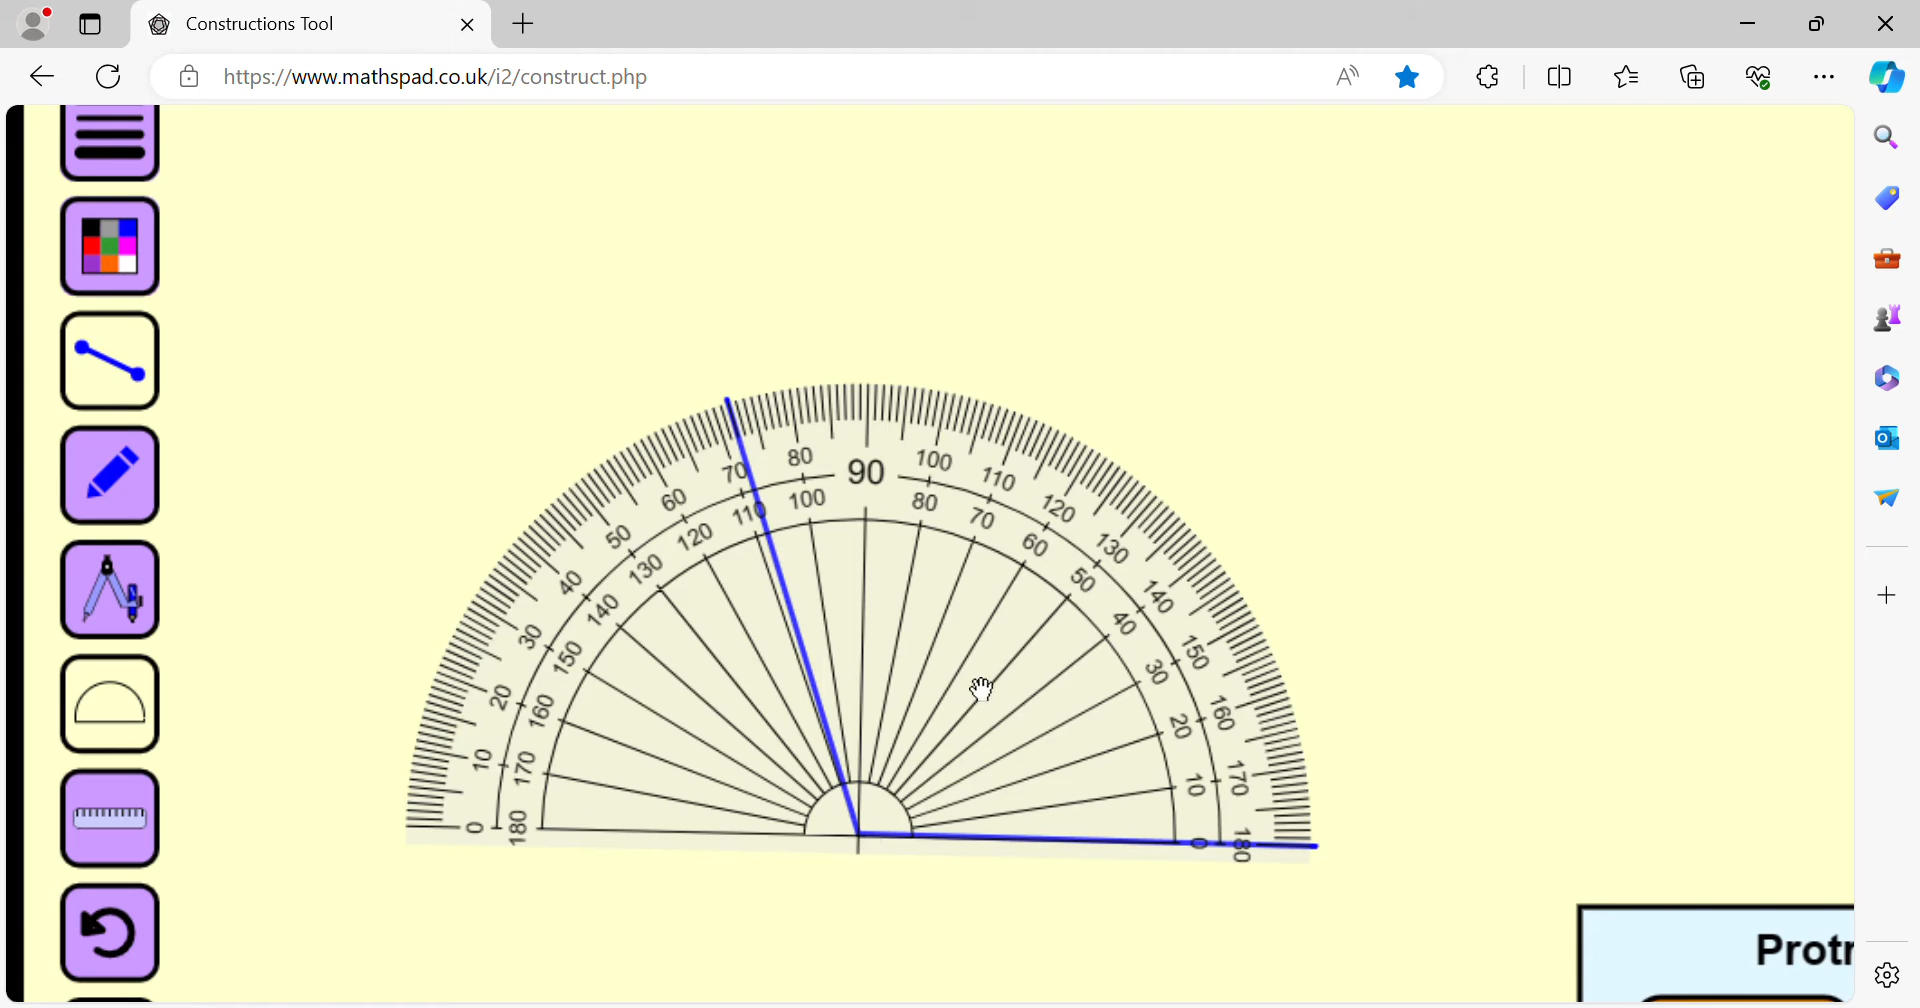 Constructions Tool
https://www.mathspad.co.uk/i2/construct.php
0 10 20 30 40 50 60 70 80 90 100 110 120 130 140 150 160 170 180
180 170 160 150 140 130 120 110 100 80 70 60 50 40 30 20 10 0
Protr